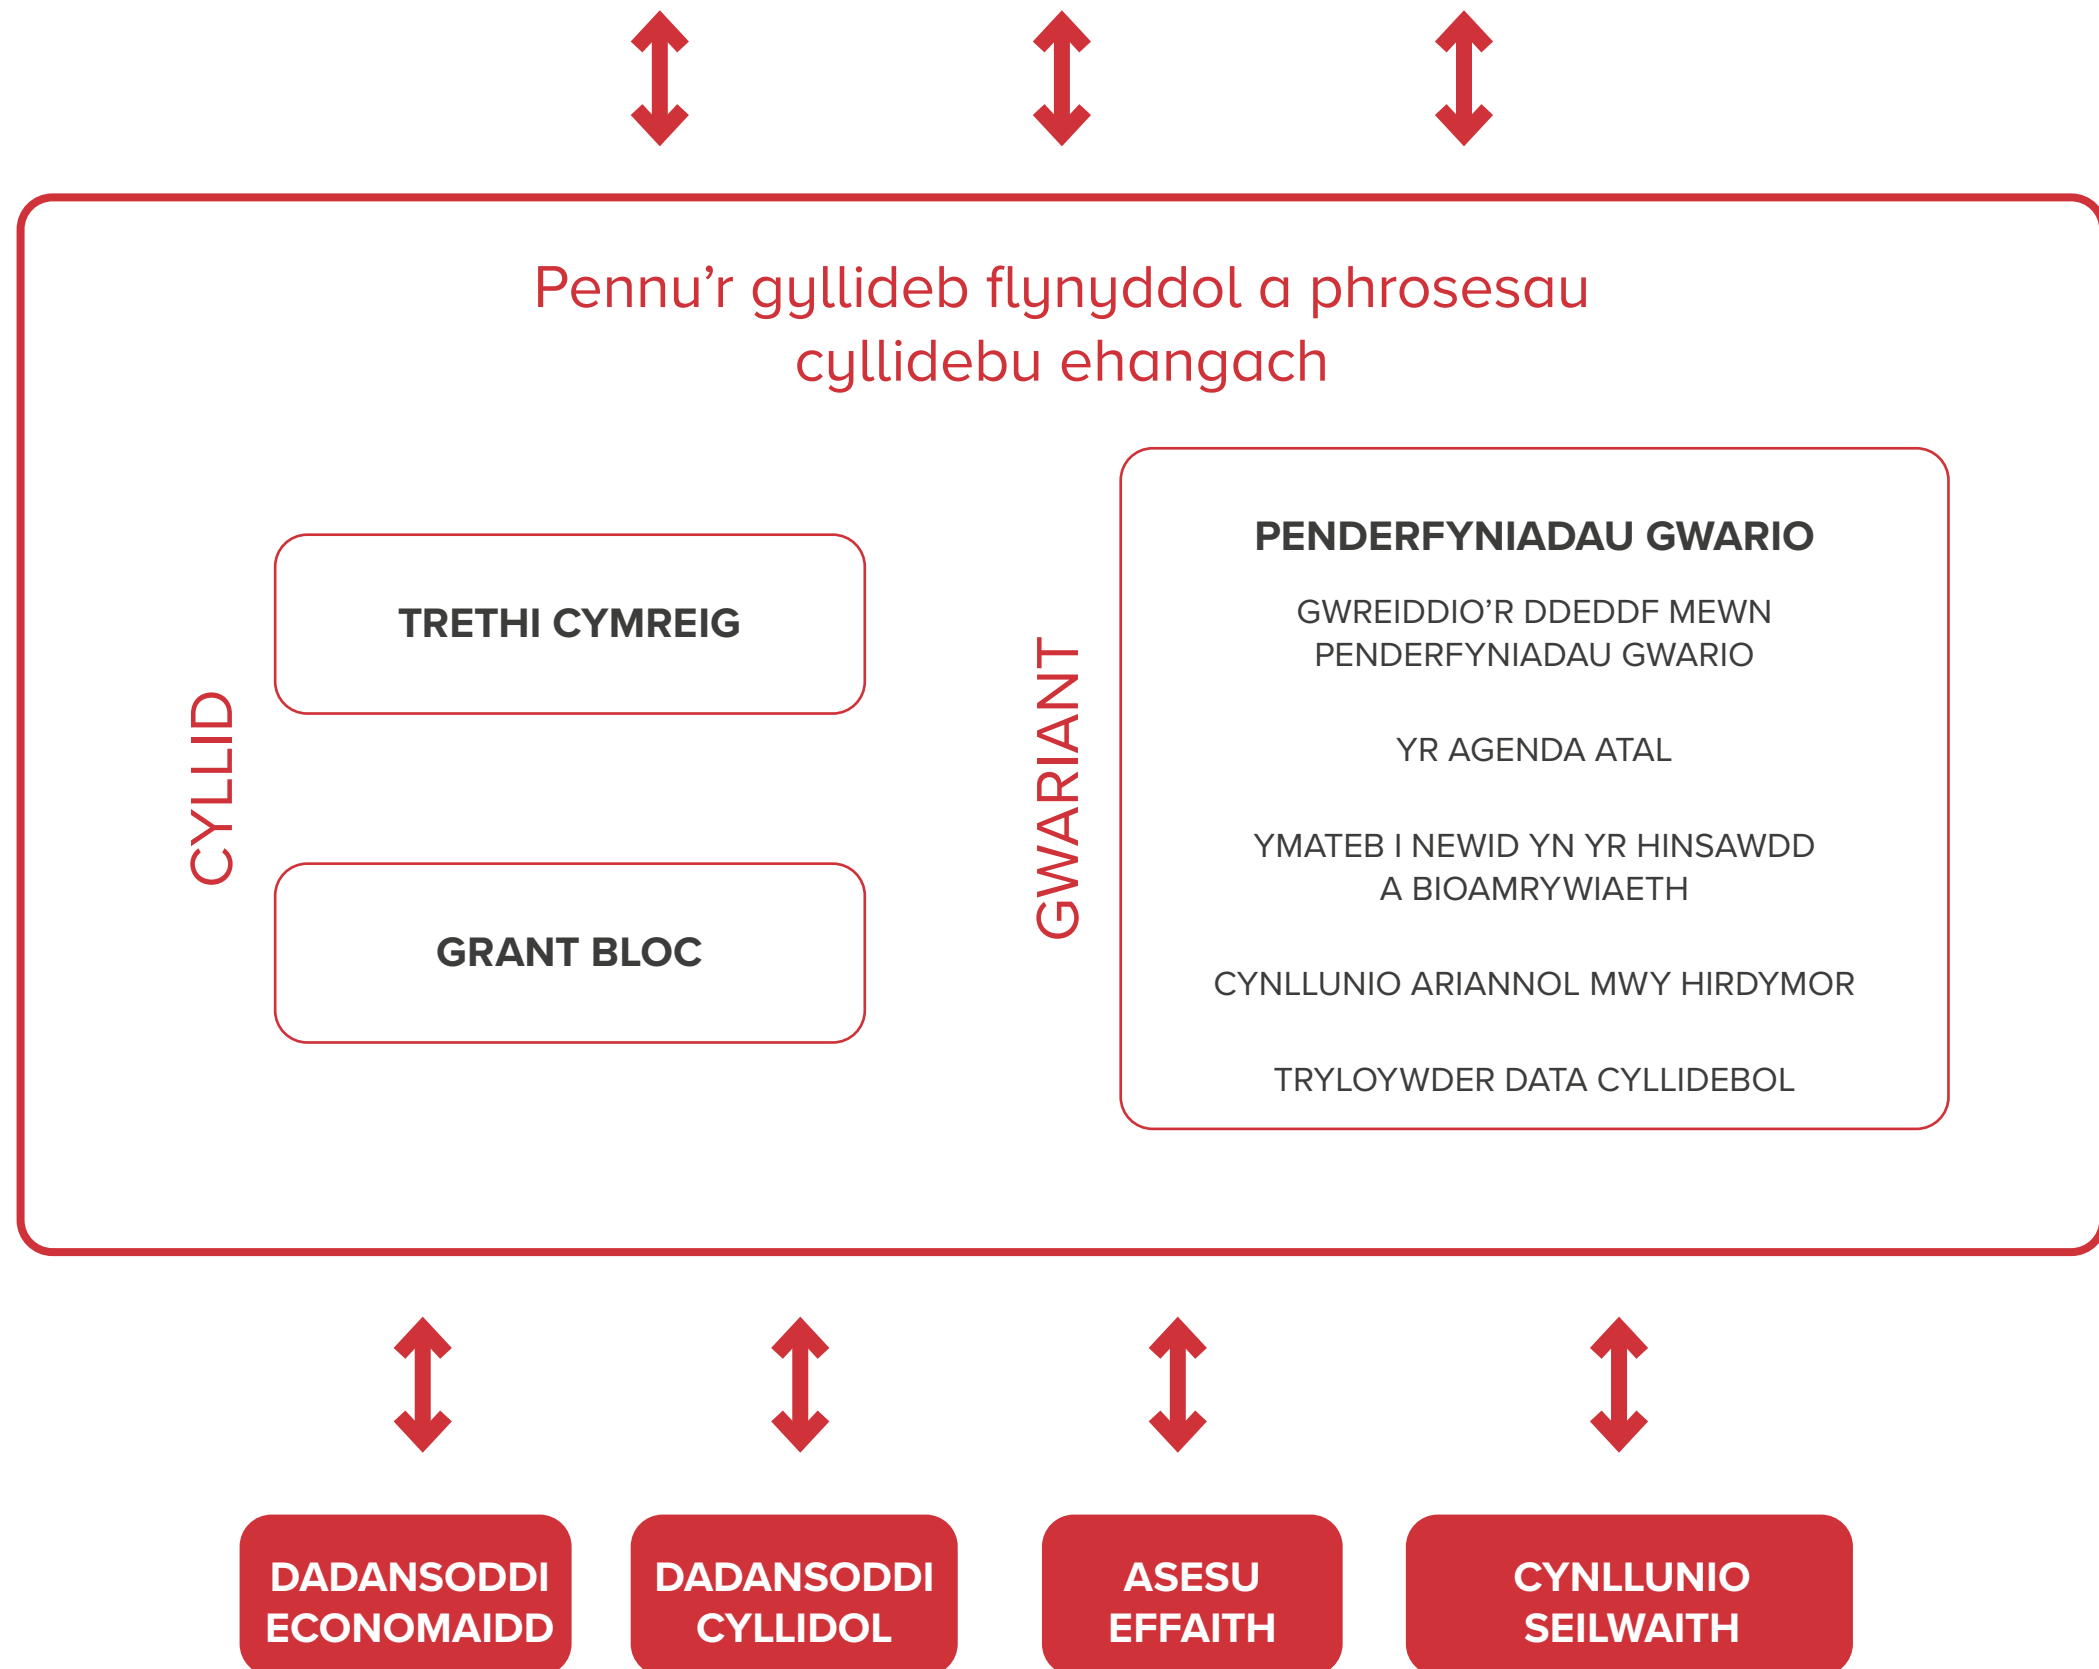 Pennu’r gyllideb flynyddol a phrosesau
cyllidebu ehangach
CYLLID
TRETHI CYMREIG
GRANT BLOC
GWARIANT
PENDERFYNIADAU GWARIO
GWREIDDIO’R DDEDDF MEWN
PENDERFYNIADAU GWARIO
YR AGENDA ATAL
YMATEB I NEWID YN YR HINSAWDD
A BIOAMRYWIAETH
CYNLLUNIO ARIANNOL MWY HIRDYMOR
TRYLOYWDER DATA CYLLIDEBOL
DADANSODDI
ECONOMAIDD
DADANSODDI
CYLLIDOL
ASESU
EFFAITH
CYNLLUNIO
SEILWAITH